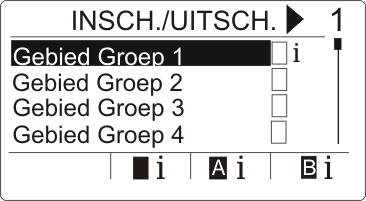 INSCH./UITSCH. ▶ 1
Gebied Groep 1 i
Gebied Groep 2
Gebied Groep 3
Gebied Groep 4
i A i B i